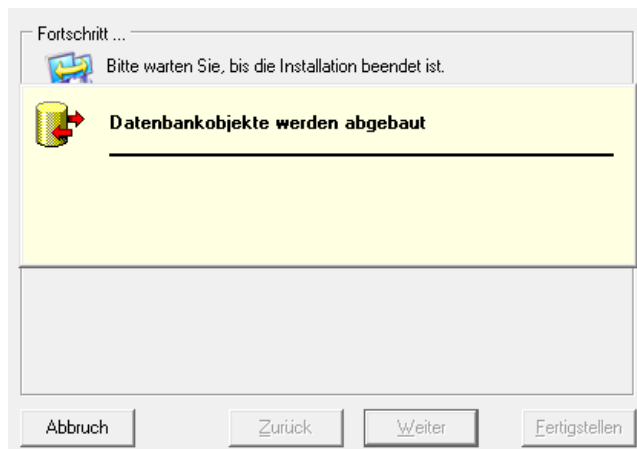 Fortschritt ...
Bitte warten Sie, bis die Installation beendet ist.
Datenbankobjekte werden abgebaut
Abbruch
Zurück
Weiter
Fertigstellen